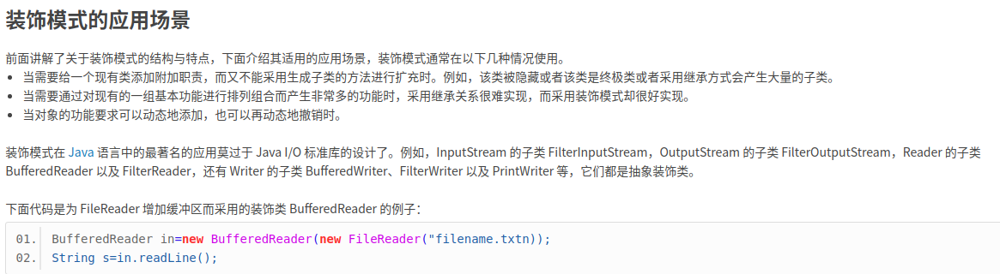 装饰模式的应用场景
前面讲解了关于装饰模式的结构与特点，下面介绍其适用的应用场景，装饰模式通常在以下几种情况使用。
• 当需要给一个现有类添加附加职责，而又不能采用生成子类的方法进行扩充时。例如，该类被隐藏或者该类是终极类或者采用继承方式会产生大量的子类。
• 当需要通过对现有的一组基本功能进行排列组合而产生非常多的功能时，采用继承关系很难实现，而采用装饰模式却很好实现。
• 当对象的功能要求可以动态地添加，也可以再动态地撤销时。
装饰模式在 Java 语言中的最著名的应用莫过于 Java I/O 标准库的设计了。例如，InputStream 的子类 FilterInputStream，OutputStream 的子类 FilterOutputStream，Reader 的子类
BufferedReader 以及 FilterReader，还有 Writer 的子类 BufferedWriter、FilterWriter 以及 PrintWriter 等，它们都是抽象装饰类。
下面代码是为 FileReader 增加缓冲区而采用的装饰类 BufferedReader 的例子：
01. BufferedReader in=new BufferedReader(new FileReader("filename.txtn));
02. String s=in.readLine();